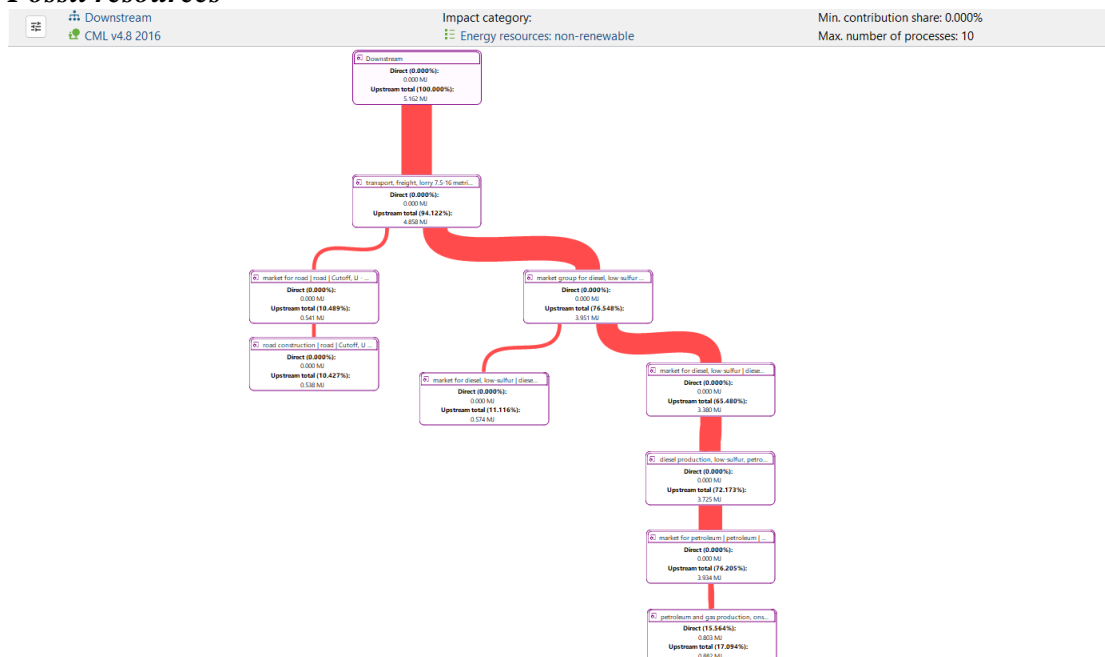 Fossil resources
Downstream
Impact category:
Min. contribution share: 0.000%
CML v4.8 2016
Energy resources: non-renewable
Max. number of processes: 10
Downstream
Direct (0.000%):
0.000 MJ
Upstream total (100.000%):
5.162 MJ
transport, freight, lorry 7.5-16 metri...
Direct (0.000%):
0.000 MJ
Upstream total (94.122%):
4.858 MJ
market for road | road | Cutoff, U - ...
Direct (0.000%):
0.000 MJ
Upstream total (10.489%):
0.541 MJ
market group for diesel, low-sulfur ...
Direct (0.000%):
0.000 MJ
Upstream total (76.548%):
3.951 MJ
road construction | road | Cutoff, U ...
Direct (0.000%):
0.000 MJ
Upstream total (10.427%):
0.538 MJ
market for diesel, low-sulfur | diese...
Direct (0.000%):
0.000 MJ
Upstream total (11.116%):
0.574 MJ
market for diesel, low-sulfur | diese...
Direct (0.000%):
0.000 MJ
Upstream total (65.480%):
3.380 MJ
diesel production, low-sulfur, petro...
Direct (0.000%):
0.000 MJ
Upstream total (72.173%):
3.725 MJ
market for petroleum | petroleum | ...
Direct (0.000%):
0.000 MJ
Upstream total (76.205%):
3.934 MJ
petroleum and gas production, ons...
Direct (15.564%):
0.803 MJ
Upstream total (17.094%):
0.882 MJ